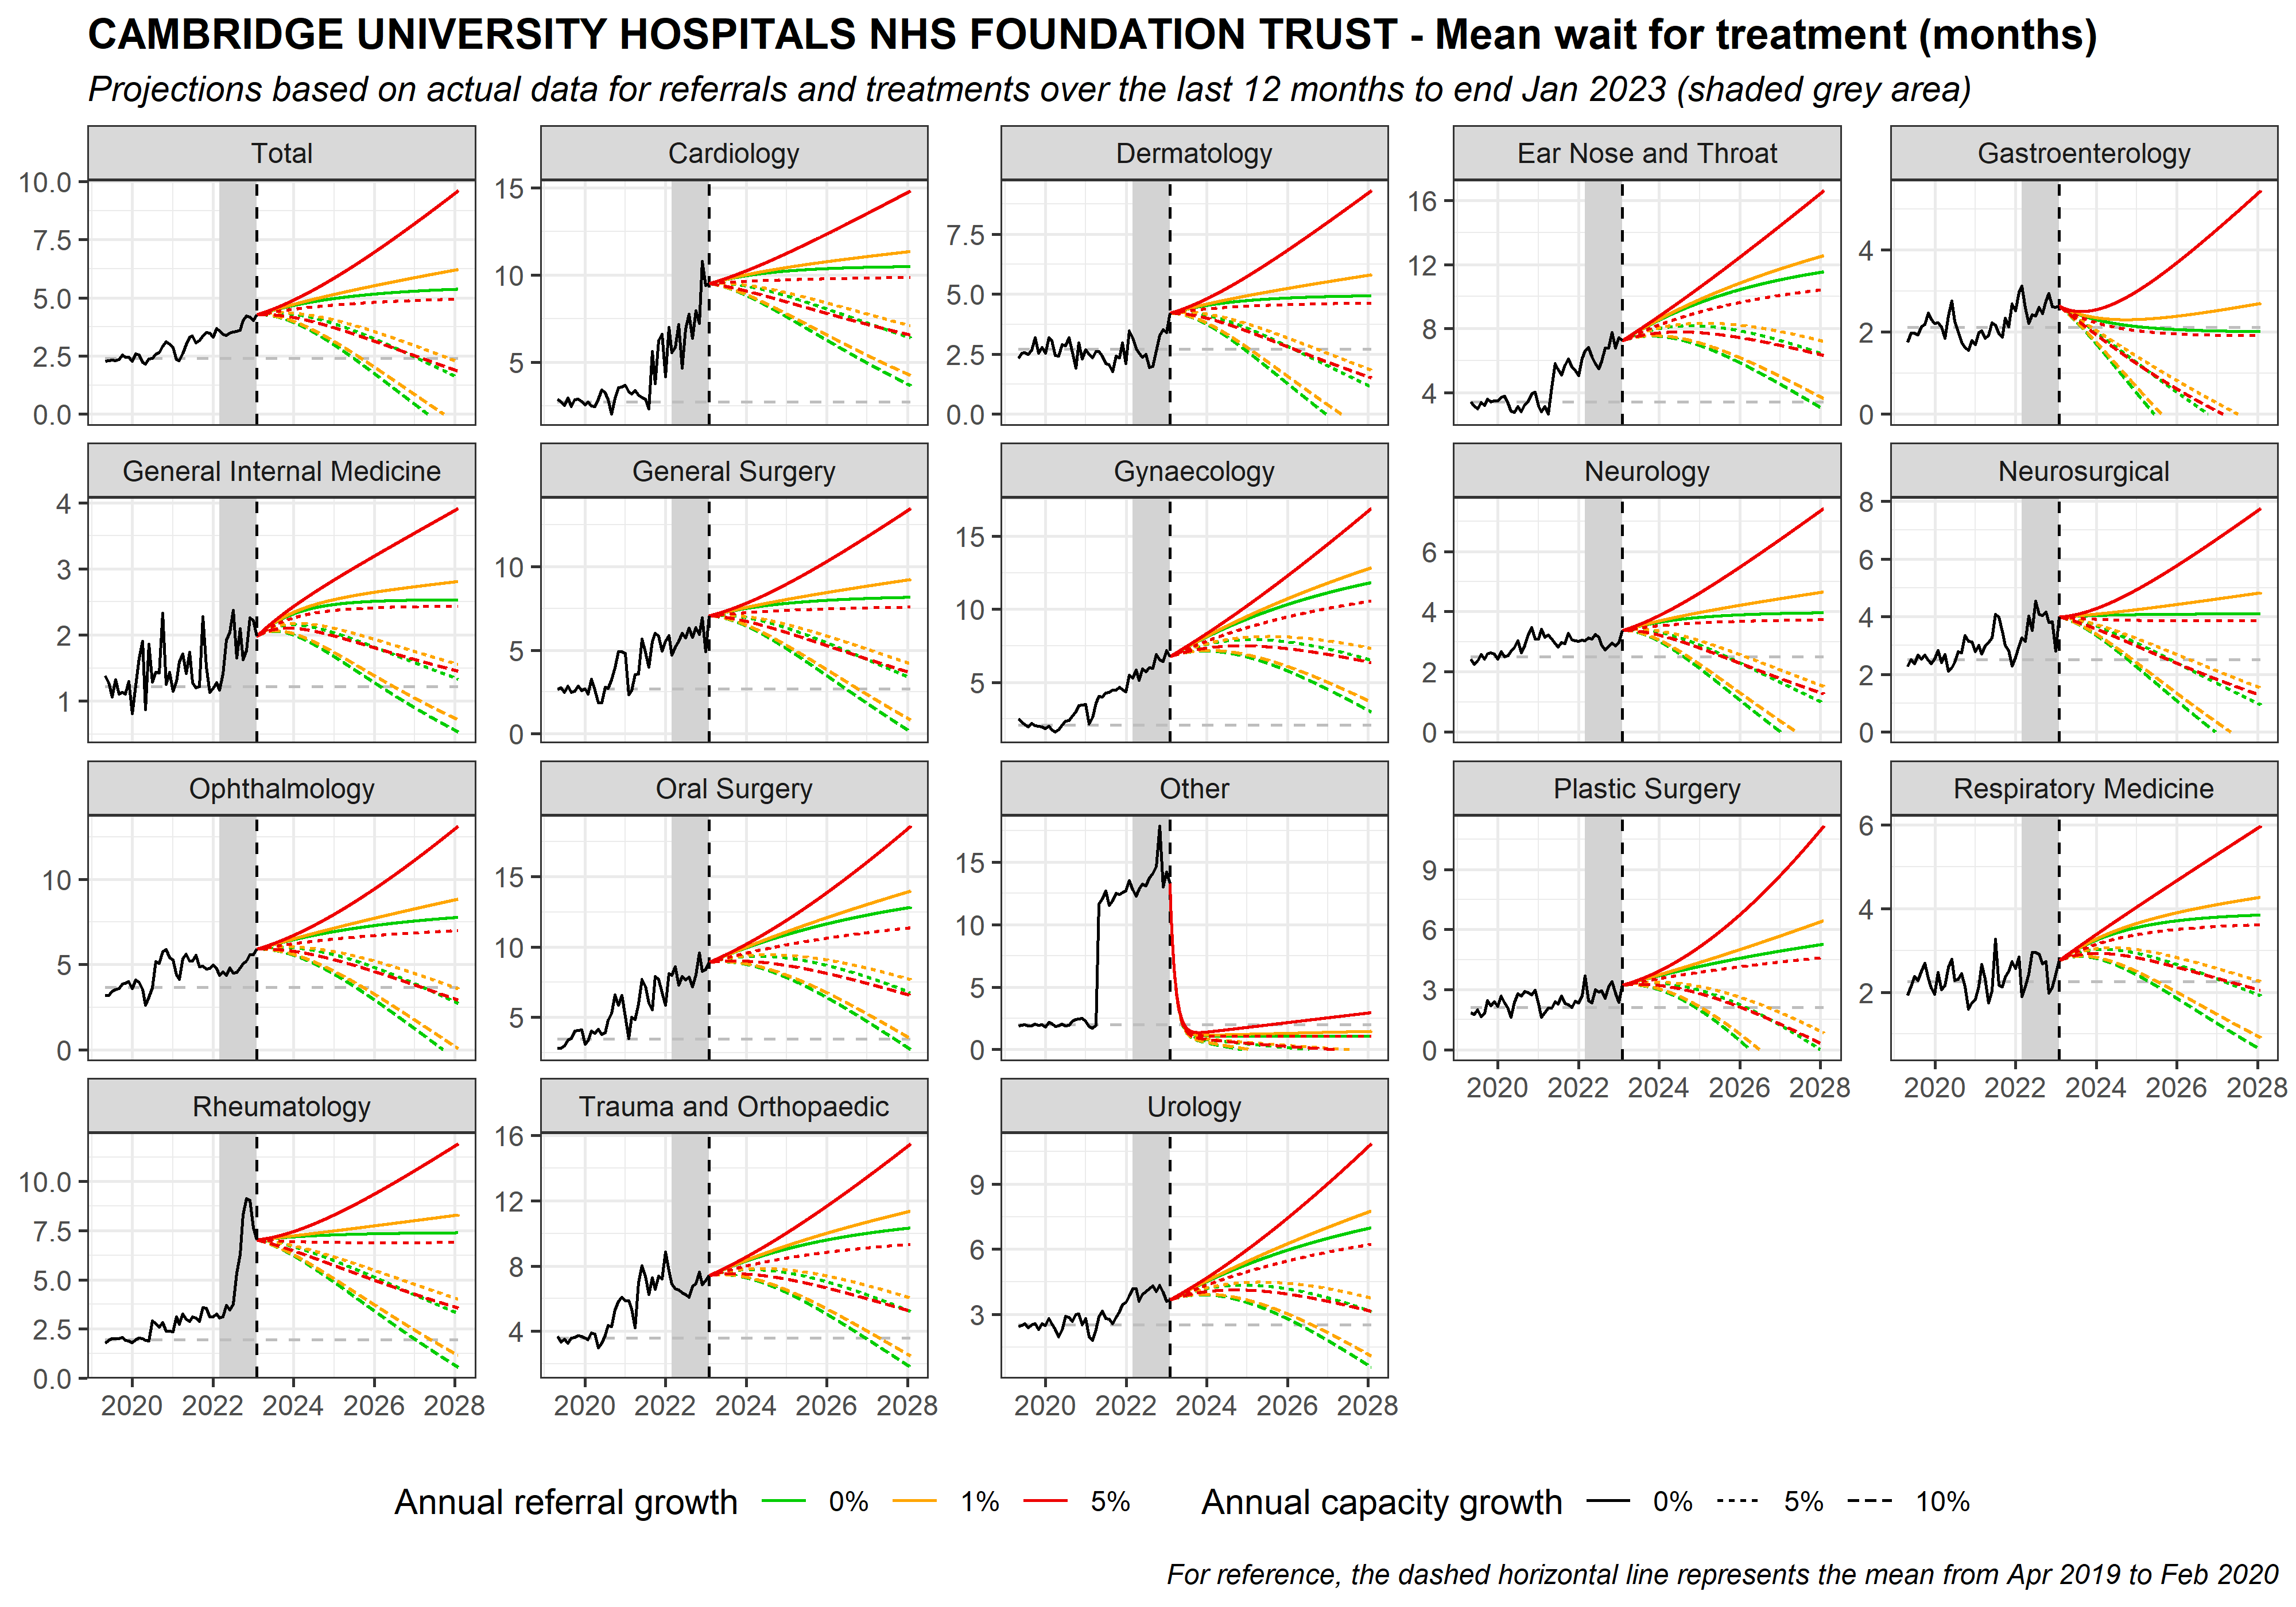 CAMBRIDGE UNIVERSITY HOSPITALS NHS FOUNDATION TRUST - Mean wait for treatment (months)
Projections based on actual data for referrals and treatments over the last 12 months to end Jan 2023 (shaded grey area)
Total
10.0
7.5
5.0
2.5
0.0
Cardiology
15
10
5
Dermatology
7.5
5.0
2.5
0.0
Ear Nose and Throat
16
12
8
4
Gastroenterology
4
2
0
General Internal Medicine
4
3
2
1
General Surgery
10
5
0
Gynaecology
15
10
5
Neurology
6
4
2
0
Neurosurgical
8
6
4
2
0
Ophthalmology
10
5
0
Oral Surgery
15
10
5
Other
15
10
5
0
Plastic Surgery
9
6
3
0
2020 2022 2024 2026 2028
Respiratory Medicine
6
4
2
2020 2022 2024 2026 2028
Rheumatology
10.0
7.5
5.0
2.5
0.0
2020 2022 2024 2026 2028
Trauma and Orthopaedic
16
12
8
4
2020 2022 2024 2026 2028
Urology
9
6
3
2020 2022 2024 2026 2028
Annual referral growth 0% 1% 5% Annual capacity growth 0% 5% 10%
For reference, the dashed horizontal line represents the mean from Apr 2019 to Feb 2020